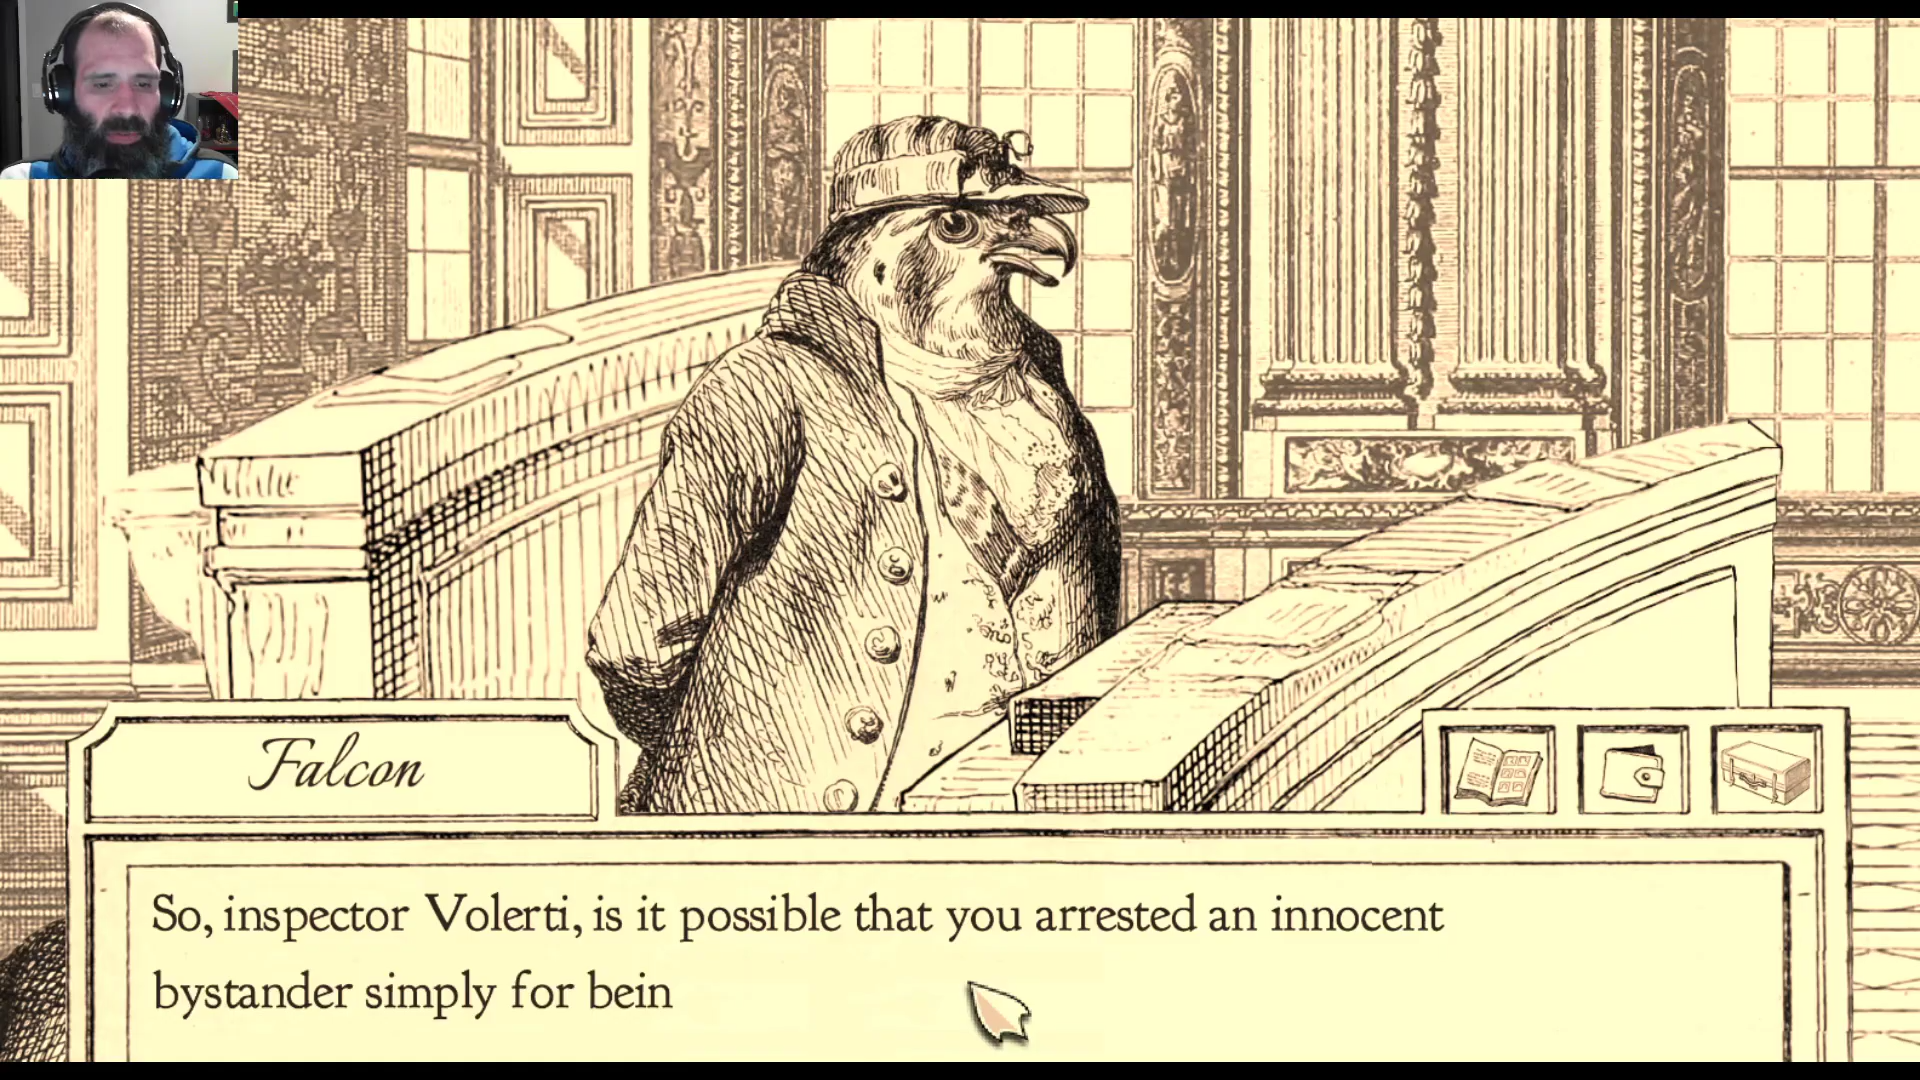 Falcon
So, inspector Volerti, is it possible that you arrested an innocent
bystander simply for bein